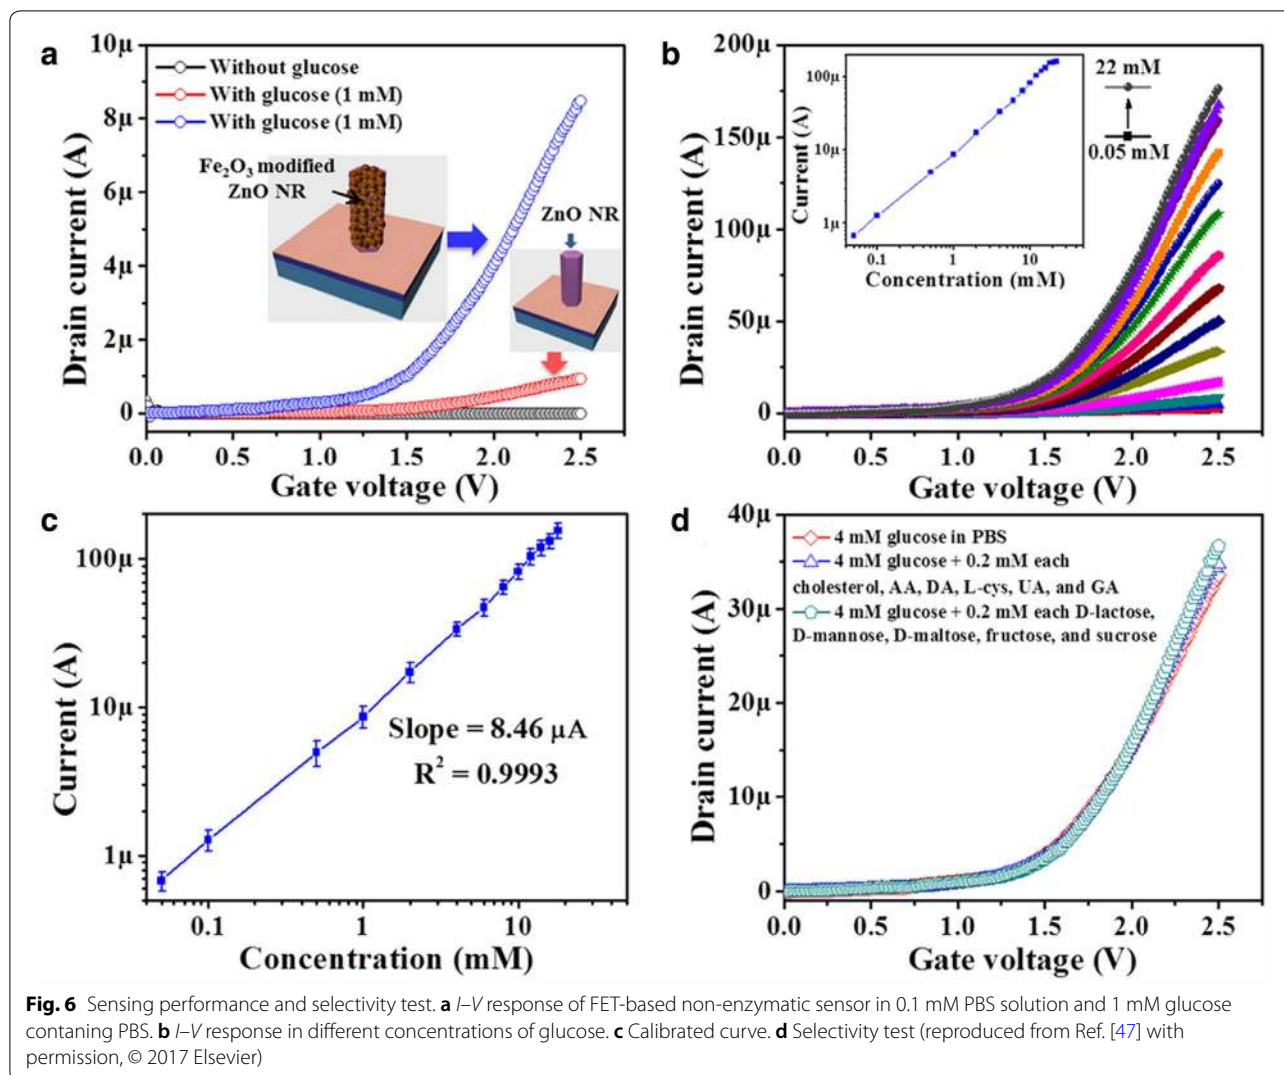 a
10μ
8μ
6μ
4μ
2μ
0
Drain current (A)
Without glucose
With glucose (1 mM)
With glucose (1 mM)
Fe₂O₃ modified
ZnO NR
ZnO NR
0.0 0.5 1.0 1.5 2.0 2.5
Gate voltage (V)
b
200μ
150μ
100μ
50μ
0
Drain current (A)
100μ
10μ
1μ
Current (A)
0.1 1 10
Concentration (mM)
22 mM
0.05 mM
0.0 0.5 1.0 1.5 2.0 2.5
Gate voltage (V)
c
100μ
10μ
1μ
Current (A)
Slope = 8.46 μA
R² = 0.9993
0.1 1 10
Concentration (mM)
d
40μ
30μ
20μ
10μ
0
Drain current (A)
4 mM glucose in PBS
4 mM glucose + 0.2 mM each
cholesterol, AA, DA, L-cys, UA, and GA
4 mM glucose + 0.2 mM each D-lactose,
D-mannose, D-maltose, fructose, and sucrose
0.0 0.5 1.0 1.5 2.0 2.5
Gate voltage (V)
Fig. 6 Sensing performance and selectivity test. a I–V response of FET-based non-enzymatic sensor in 0.1 mM PBS solution and 1 mM glucose
contaning PBS. b I–V response in different concentrations of glucose. c Calibrated curve. d Selectivity test (reproduced from Ref. [47] with
permission, © 2017 Elsevier)